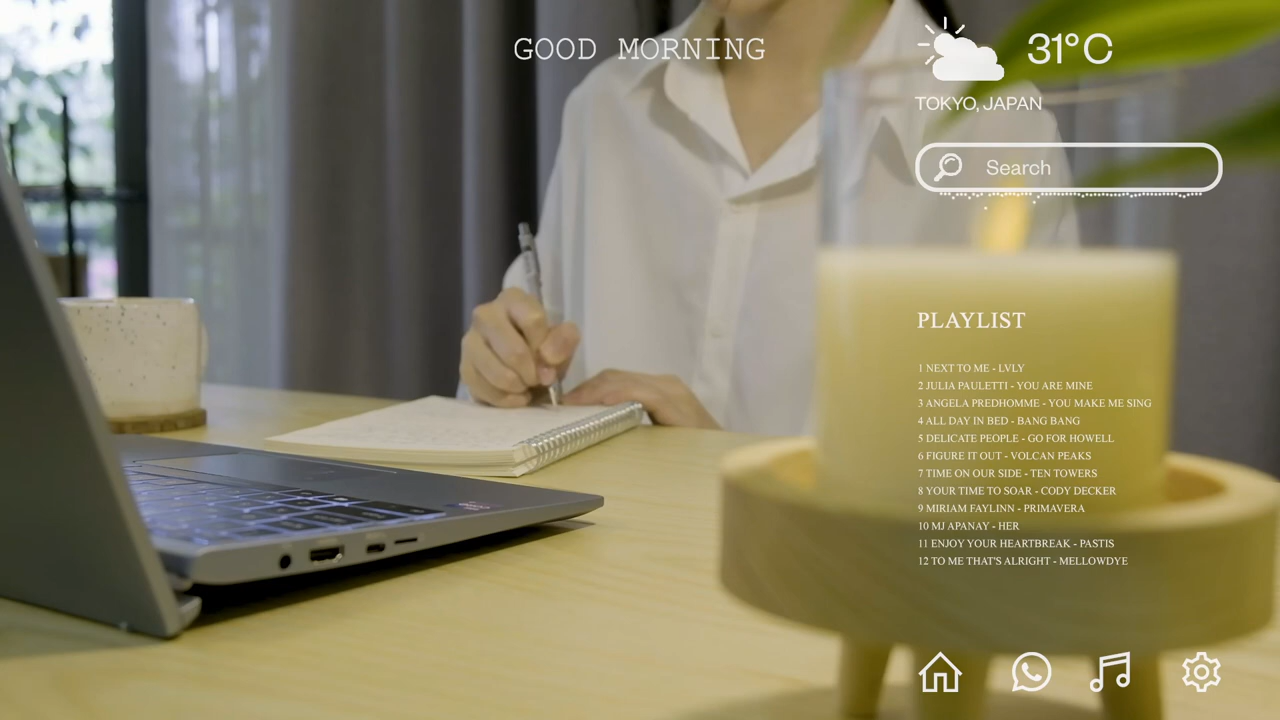 GOOD MORNING
31°C
TOKYO, JAPAN
Search
PLAYLIST
1 NEXT TO ME - LVLY
2 JULIA PAULETTI - YOU ARE MINE
3 ANGELA PREDHOMME - YOU MAKE ME SING
4 ALL DAY IN BED - BANG BANG
5 DELICATE PEOPLE - GO FOR HOWELL
6 FIGURE IT OUT - VOLCAN PEAKS
7 TIME ON OUR SIDE - TEN TOWERS
8 YOUR TIME TO SOAR - CODY DECKER
9 MIRIAM FAYLINN - PRIMAVERA
10 MJ APANAY - HER
11 ENJOY YOUR HEARTBREAK - PASTIS
12 TO ME THAT'S ALRIGHT - MELLOWDYE